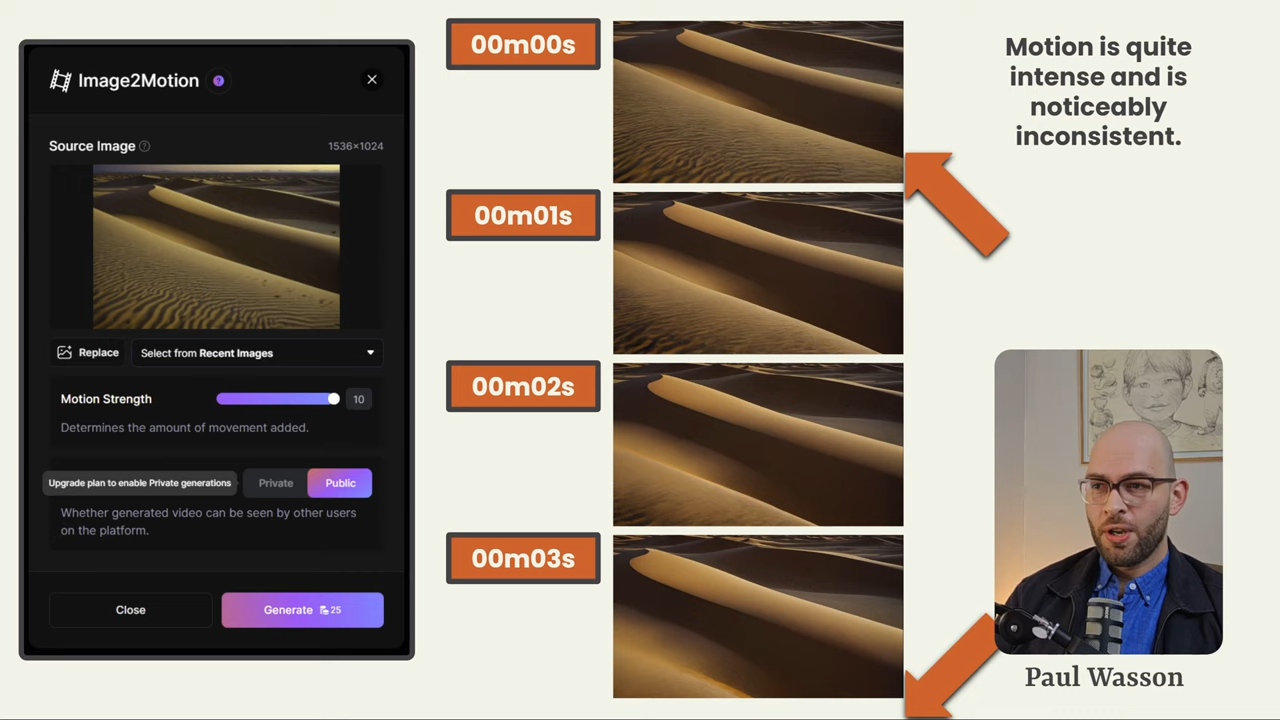 Image2Motion ?
Source Image ?
1536×1024
Replace
Select from Recent Images
Motion Strength
10
Determines the amount of movement added.
Upgrade plan to enable Private generations
Private
Public
Whether generated video can be seen by other users
on the platform.
Close
Generate 25
00m00s
00m01s
00m02s
00m03s
Motion is quite
intense and is
noticeably
inconsistent.
Paul Wasson